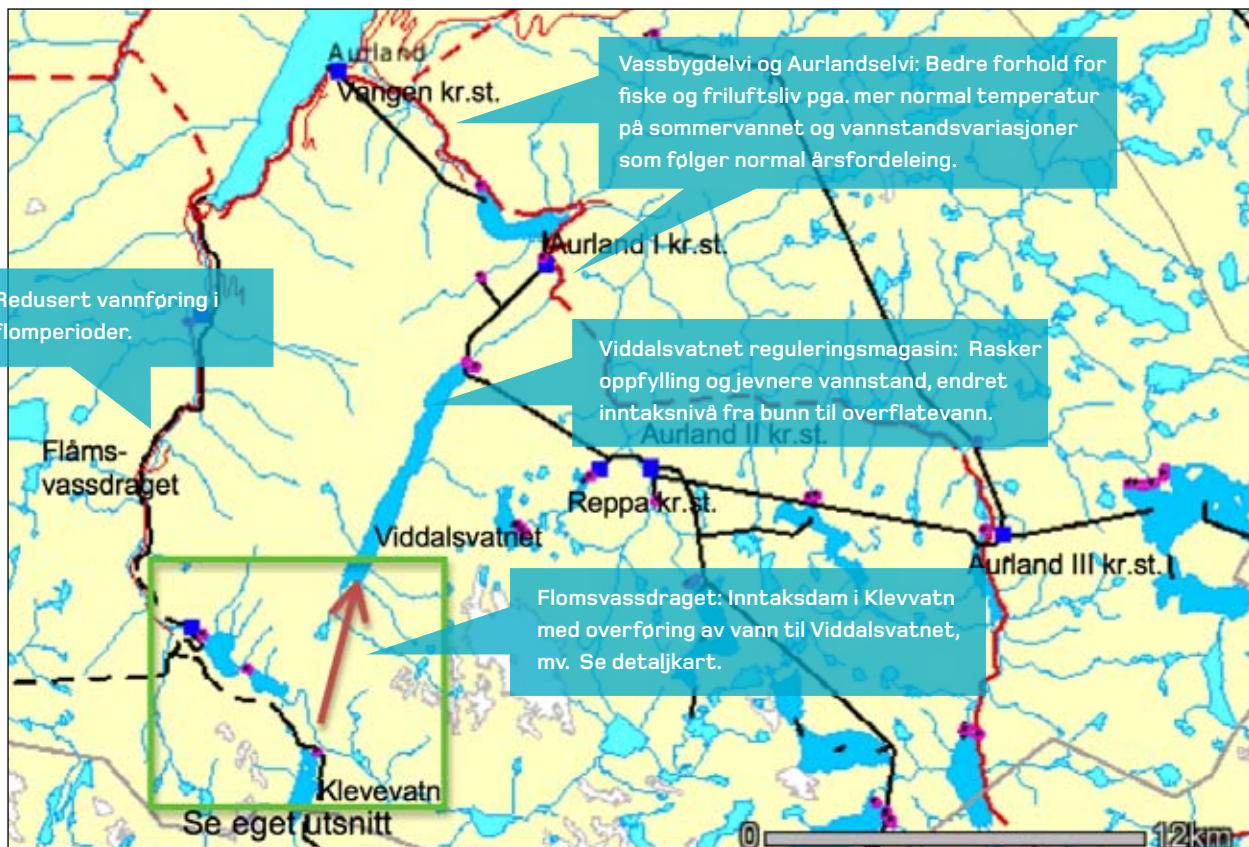 Aurland
Vangen kr.st.
Vassbygdelvi og Aurlandselvi: Bedre forhold for
fiske og friluftsliv pga. mer normal temperatur
på sommervannet og vannstandsvariasjoner
som følger normal årsfordeleing.
Aurland I kr.st.
Redusert vannføring i
flomperioder.
Viddalsvatnet reguleringsmagasin: Rasker
oppfylling og jevnere vannstand, endret
inntaksnivå fra bunn til overflatevann.
Aurland II kr.st.
Flåms-
vassdraget
Reppa kr.st.
Viddalsvatnet
Aurland III kr.st.
Flomsvassdraget: Inntaksdam i Klevvatn
med overføring av vann til Viddalsvatnet,
mv. Se detaljkart.
Klevevatn
Se eget utsnitt
0 12km